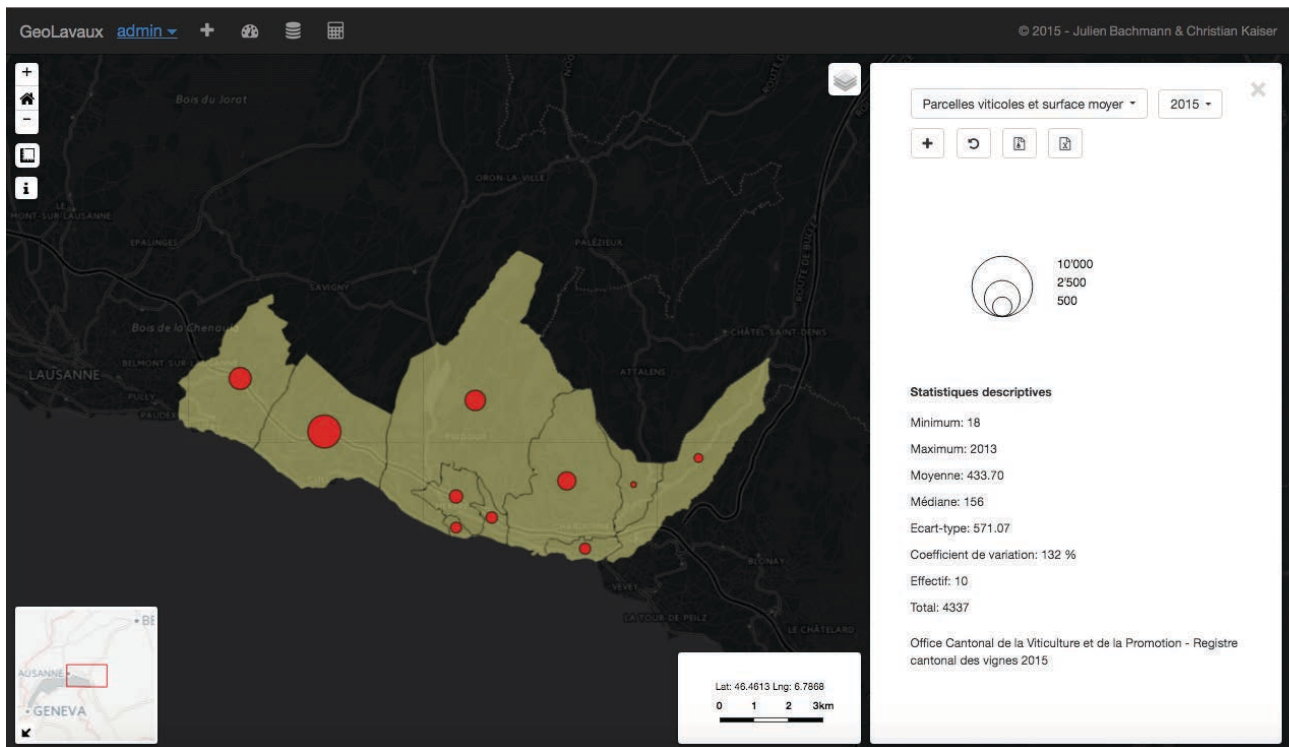 GeoLavaux admin
© 2015 - Julien Bachmann & Christian Kaiser
+
-
i
Bois du Jorat
ORON-LA-VILLE
LE
MONT-SUR-LAUSANNE
EPALINGES
PALÉZIEUX
ROUTE DE BULLE
SAVIGNY
Bois de la Chenaula
CHÂTEL-SAINT-DENIS
BELMONT-SUR-LAUSANNE
LAUSANNE
ATTALENS
PULLY
PAUDEX
BLONAY
VEVEY
LA TOUR-DE-PEILZ
LE CHÂTELARD
BE
AUSANNE
GENEVA
Lat: 46.4613 Lng: 6.7868
0 1 2 3km
Parcelles viticoles et surface moyer
2015
10'000
2'500
500
Statistiques descriptives
Minimum: 18
Maximum: 2013
Moyenne: 433.70
Médiane: 156
Ecart-type: 571.07
Coefficient de variation: 132 %
Effectif: 10
Total: 4337
Office Cantonal de la Viticulture et de la Promotion - Registre
cantonal des vignes 2015